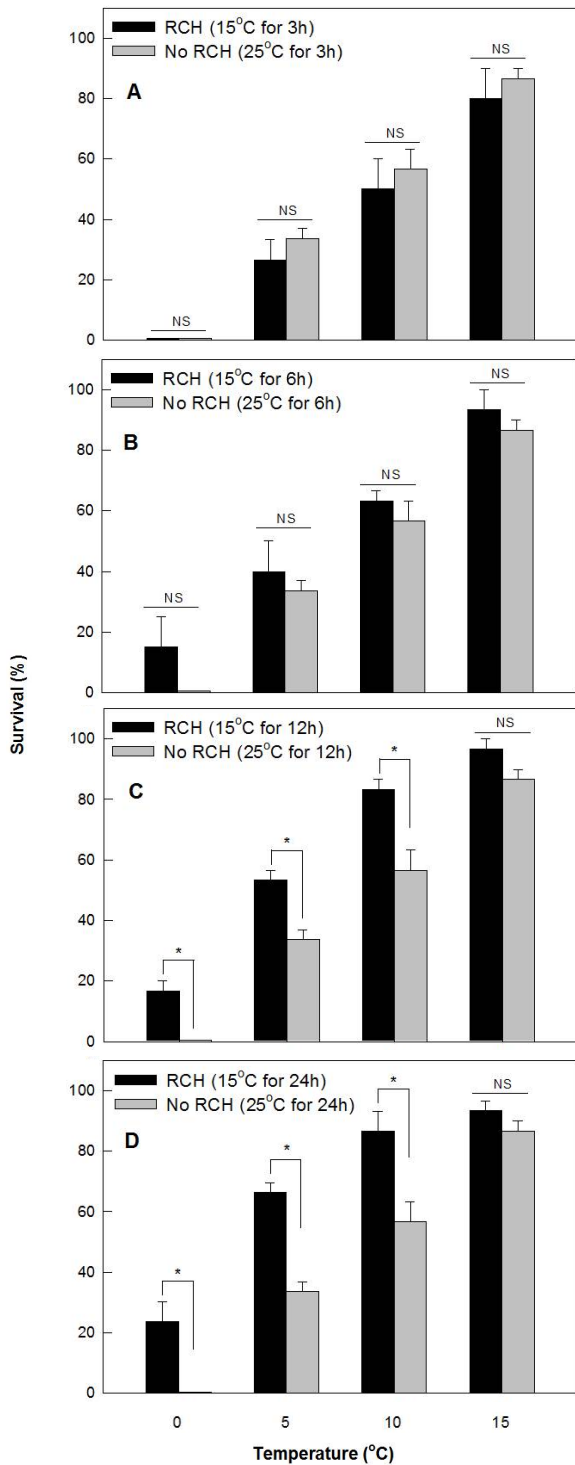 RCH (15°C for 3h)
No RCH (25°C for 3h)
A
100
80
60
40
20
0
NS
NS
NS
NS
RCH (15°C for 6h)
No RCH (25°C for 6h)
B
100
80
60
40
20
0
NS
NS
NS
NS
RCH (15°C for 12h)
No RCH (25°C for 12h)
C
100
80
60
40
20
0
*
*
*
NS
RCH (15°C for 24h)
No RCH (25°C for 24h)
D
100
80
60
40
20
0
*
*
*
NS
0 5 10 15
Temperature (°C)
Survival (%)